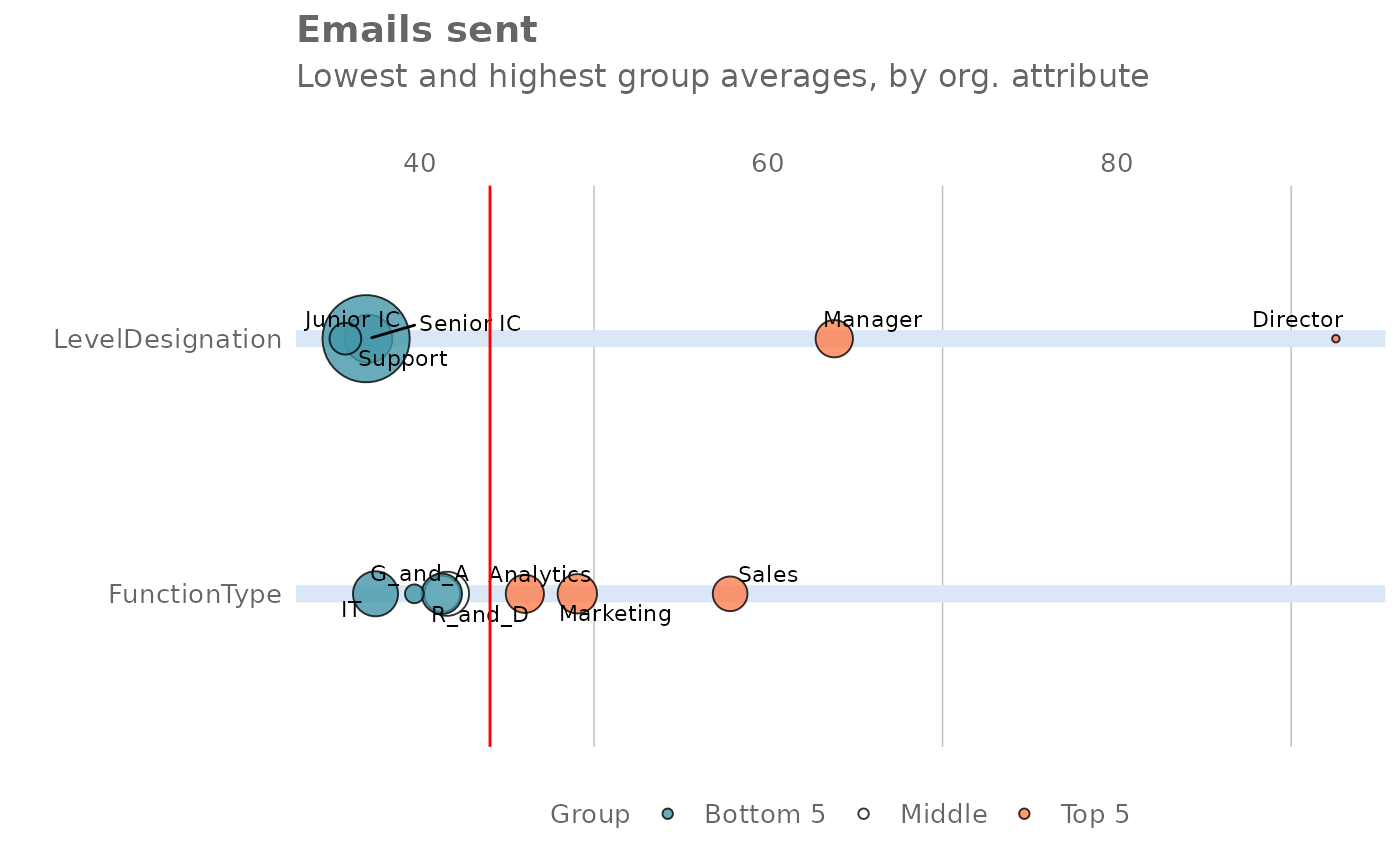 Emails sent
Lowest and highest group averages, by org. attribute
40 60 80
Junior IC Senior IC Manager Director
LevelDesignation
Support
G_and_A Analytics Sales
FunctionType
IT R_and_D Marketing
Group Bottom 5 Middle Top 5